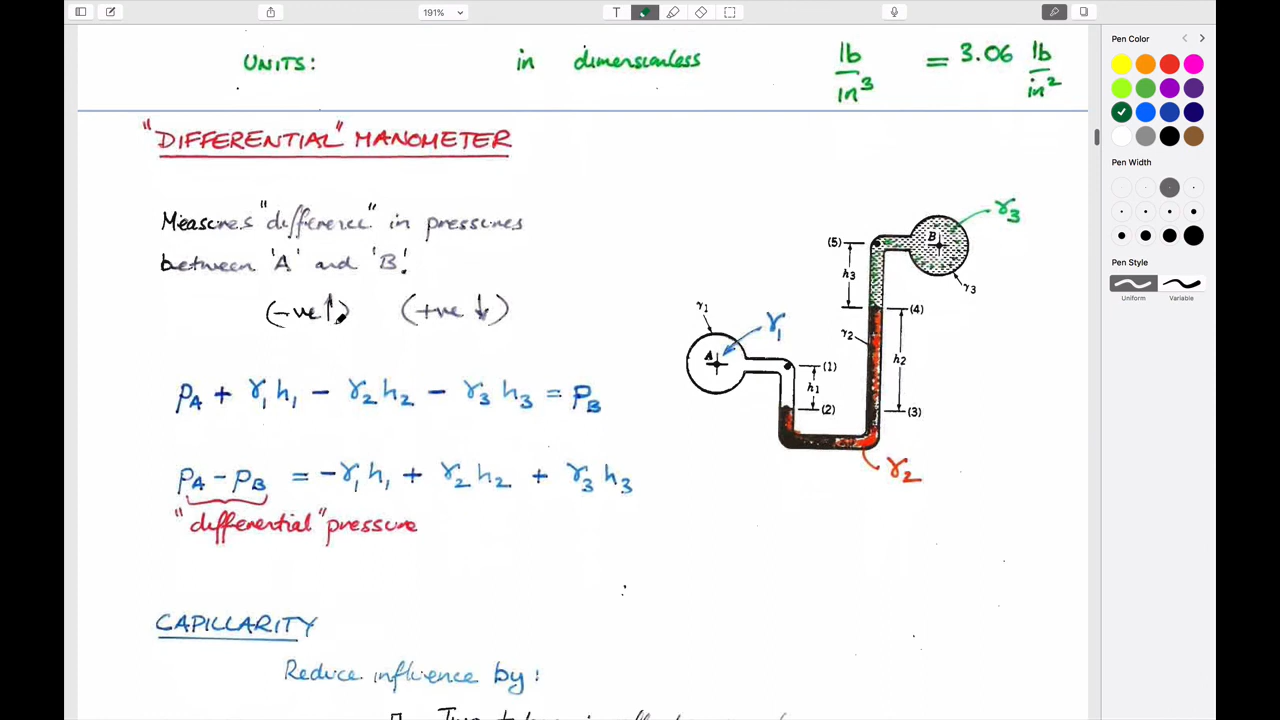 191%
T
UNITS: in dimensionless lb/in³ = 3.06 lb/in²
"DIFFERENTIAL" MANOMETER
Measures "difference" in pressures
between 'A' and 'B'.
(-ve ↑) (+ve ↓)
pA + γ1 h1 - γ2 h2 - γ3 h3 = pB
pA - pB = -γ1 h1 + γ2 h2 + γ3 h3
"differential" pressure
γ3
B
(5)
h3
γ3
(4)
γ1
γ1
γ2
h2
A
(1)
h1
(2)
(3)
γ2
CAPILLARITY
Reduce influence by:
Pen Color
Pen Width
Pen Style
Uniform Variable